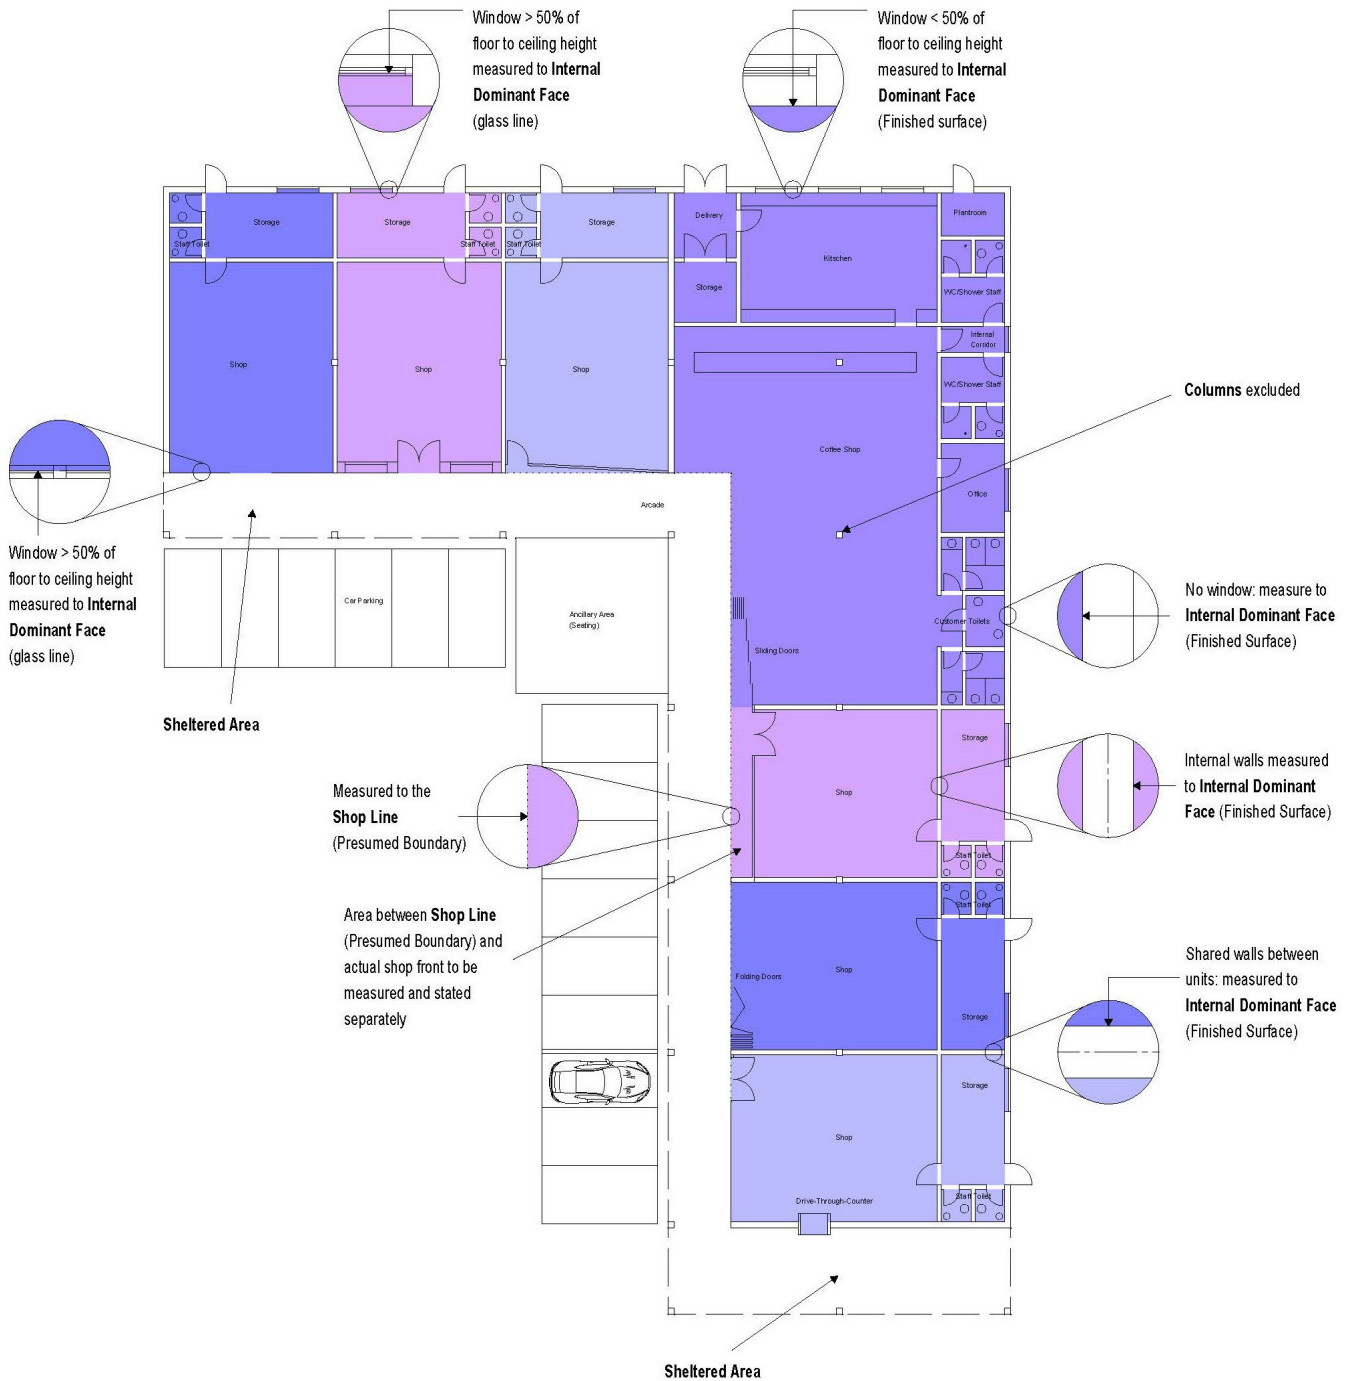 Window > 50% of
floor to ceiling height
measured to Internal
Dominant Face
(glass line)
Window < 50% of
floor to ceiling height
measured to Internal
Dominant Face
(Finished surface)
Storage
Staff Toilet
Storage
Staff Toilet
Staff Toilet
Storage
Delivery
Plantroom
Kitschen
Storage
WC/Shower Staff
Internal
Corridor
Shop
Shop
Shop
WC/Shower Staff
Columns excluded
Coffee Shop
Office
Arcade
Window > 50% of
floor to ceiling height
measured to Internal
Dominant Face
(glass line)
Car Parking
Ancillary Area
(Seating)
Customer Toilets
No window: measure to
Internal Dominant Face
(Finished Surface)
Sliding Doors
Sheltered Area
Storage
Measured to the
Shop Line
(Presumed Boundary)
Shop
Internal walls measured
to Internal Dominant
Face (Finished Surface)
Staff Toilet
Area between Shop Line
(Presumed Boundary) and
actual shop front to be
measured and stated
separately
Staff Toilet
Folding Doors
Shop
Storage
Shared walls between
units: measured to
Internal Dominant Face
(Finished Surface)
Storage
Shop
Drive-Through-Counter
Staff Toilet
Sheltered Area